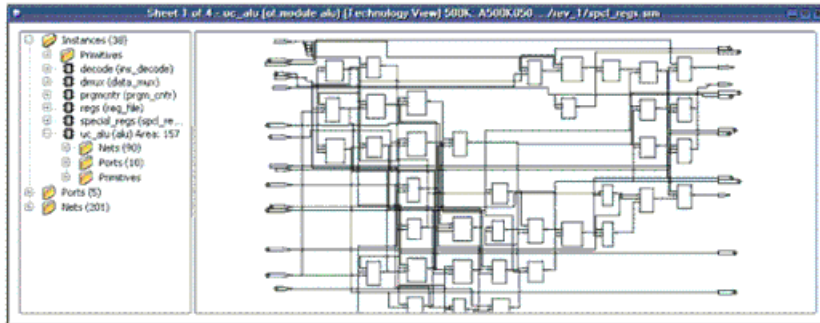 Sheet 1 of 4 - uc_alu (of module alu) (Technology View) 500K: A500K050 .../rev_1/spcl_regs.srm
Instances (38)
Primitives
decode (ins_decode)
dmux (data_mux)
prgmcntr (prgm_cntr)
regs (reg_file)
special_regs (spcl_re...
uc_alu (alu) Area: 157
Nets (90)
Ports (10)
Primitives
Ports (5)
Nets (201)